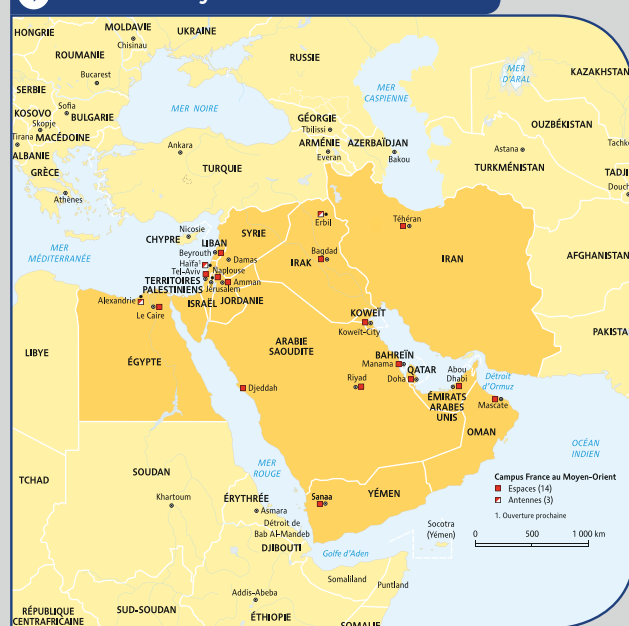 HONGRIE
MOLDAVIE
Chisinau
UKRAINE
ROUMANIE
Bucarest
RUSSIE
MER
D'ARAL
KAZAKHSTAN
SERBIE
MER
CASPIENNE
KOSOVO
Sofia
BULGARIE
MER NOIRE
Skopje
Tirana
MACÉDOINE
GÉORGIE
Tbilissi
OUZBÉKISTAN
ALBANIE
ARMÉNIE
Everan
AZERBAÏDJAN
Bakou
Astana
Tachk
GRÈCE
Ankara
TURQUIE
TURKMÉNISTAN
TADJI
Douch
Athènes
Nicosie
CHYPRE
SYRIE
Erbil
Téhéran
MER
MÉDITERRANÉE
LIBAN
Beyrouth
Damas
Bagdad
IRAK
IRAN
AFGHANISTAN
Haïfa¹
Tel-Aviv
Naplouse
Amman
TERRITOIRES
PALESTINIENS
Jérusalem
ISRAËL
JORDANIE
Alexandrie
Le Caire
KOWEÏT
Koweït-City
PAKISTA
LIBYE
ÉGYPTE
ARABIE
SAOUDITE
BAHREÏN
Manama
QATAR
Doha
Abou
Dhabi
Détroit
d'Ormuz
Djeddah
Riyad
ÉMIRATS
ARABES
UNIS
Mascate
OMAN
OCÉAN
INDIEN
TCHAD
SOUDAN
Khartoum
MER
ROUGE
ÉRYTHRÉE
Asmara
Sanaa
YÉMEN
Campus France au Moyen-Orient
Espaces (14)
Antennes (3)
1. Ouverture prochaine
Détroit de
Bab Al-Mandeb
DJIBOUTI
Golfe d'Aden
Socotra
(Yémen)
0 500 1 000 km
Somaliland
Puntland
Addis-Abeba
RÉPUBLIQUE
CENTRAFRICAINE
SUD-SOUDAN
ÉTHIOPIE
SOMALIE